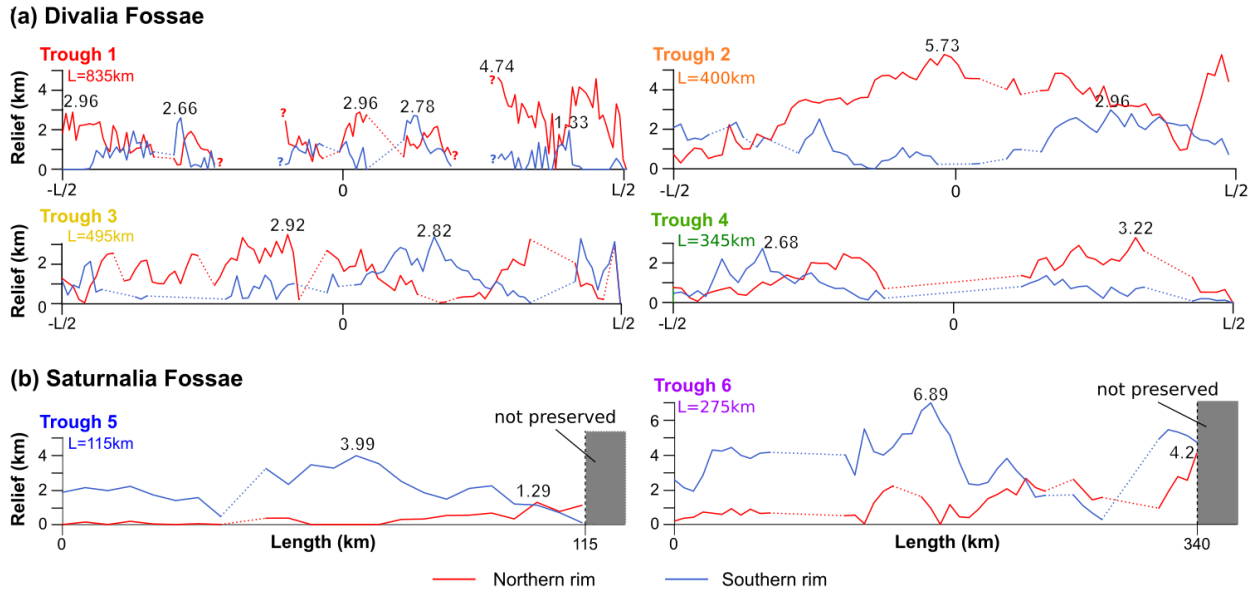 (a) Divalia Fossae
Trough 1
L=835km
Relief (km)
4
2
0
2.96
2.66
?
?
?
2.96
2.78
?
4.74
?
?
1.33
-L/2
0
L/2
Trough 2
L=400km
4
2
0
5.73
2.96
-L/2
0
L/2
Trough 3
L=495km
Relief (km)
2
0
2.92
2.82
-L/2
0
L/2
Trough 4
L=345km
2
0
2.68
3.22
-L/2
0
L/2
(b) Saturnalia Fossae
Trough 5
L=115km
Relief (km)
6
4
2
0
3.99
1.29
not preserved
0
Length (km)
115
Trough 6
L=275km
6
4
2
0
6.89
4.2
not preserved
0
Length (km)
340
Northern rim
Southern rim